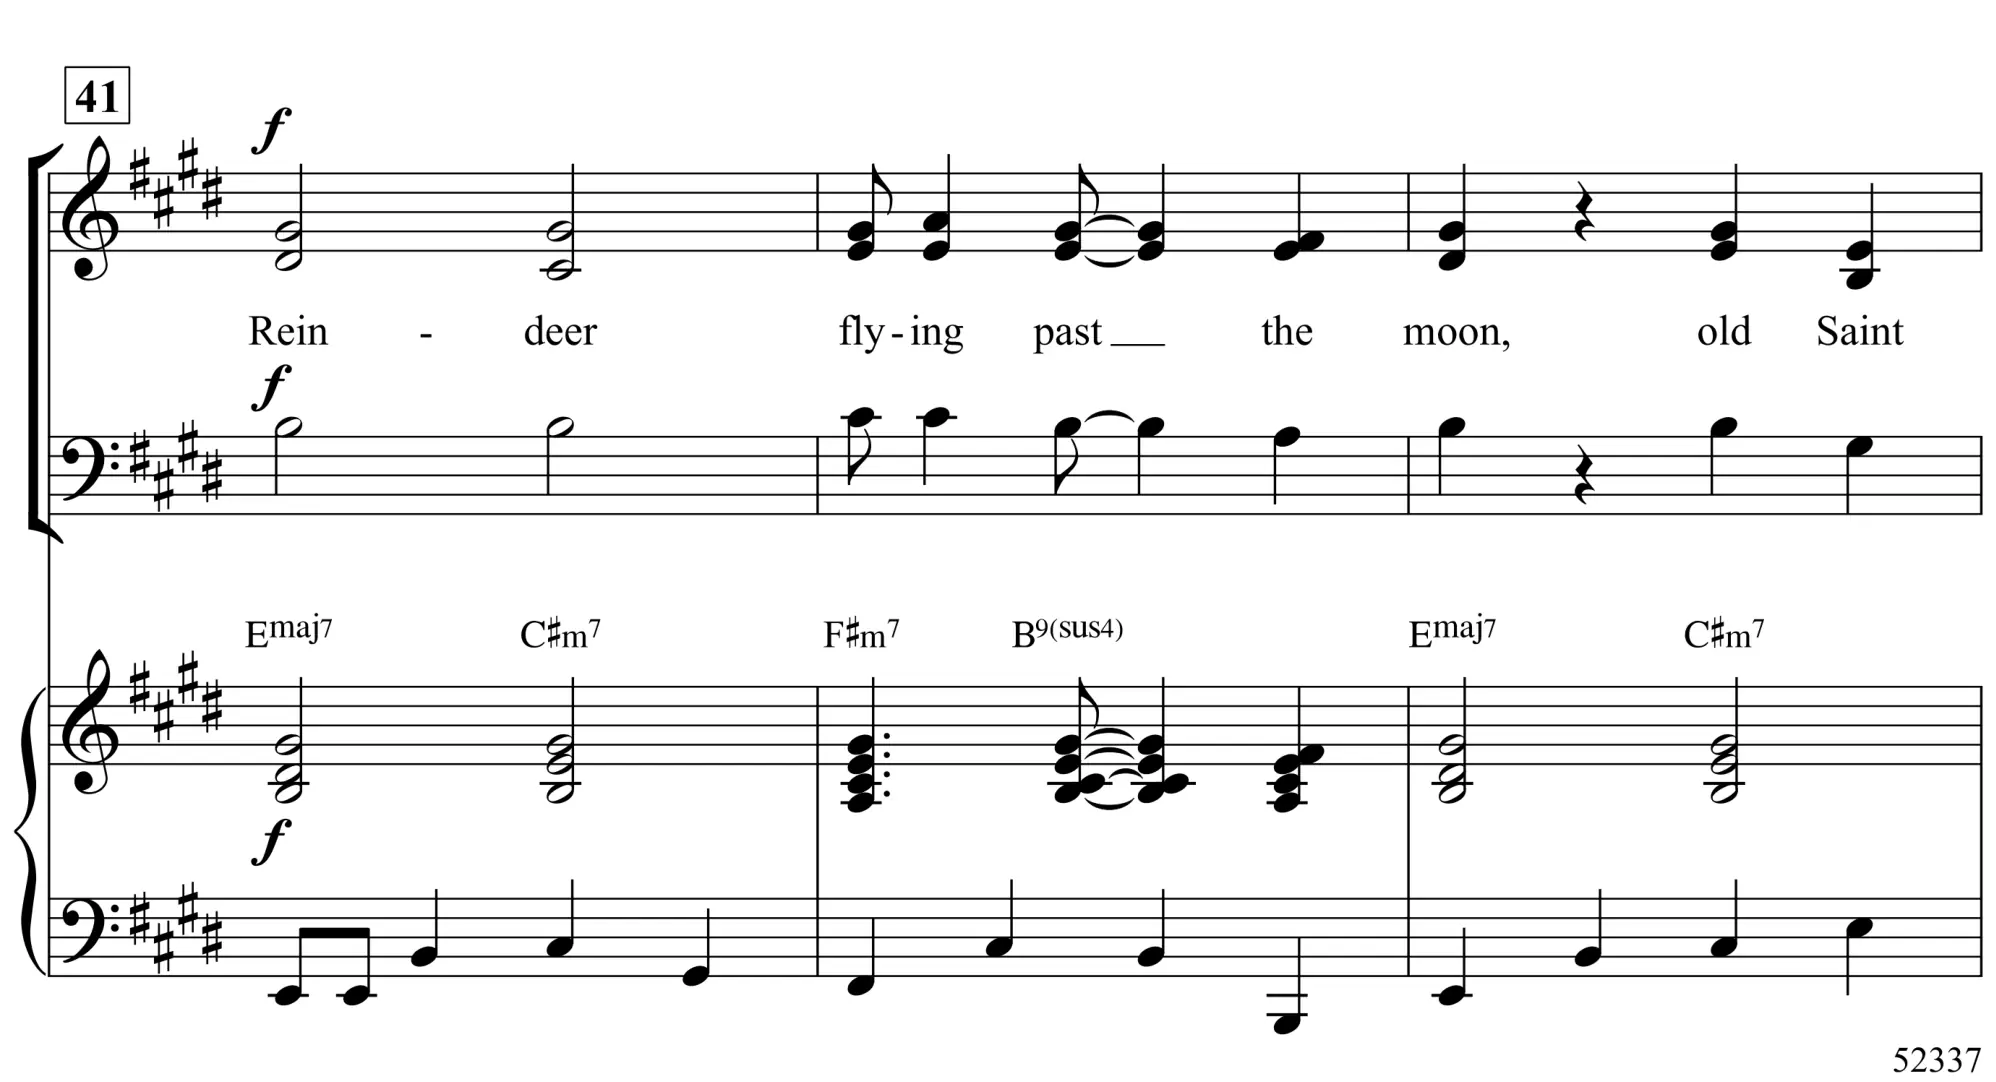 41
f
Rein - deer fly - ing past the moon, old Saint
f
Emaj7 C♯m7 F♯m7 B9(sus4) Emaj7 C♯m7
f
52337